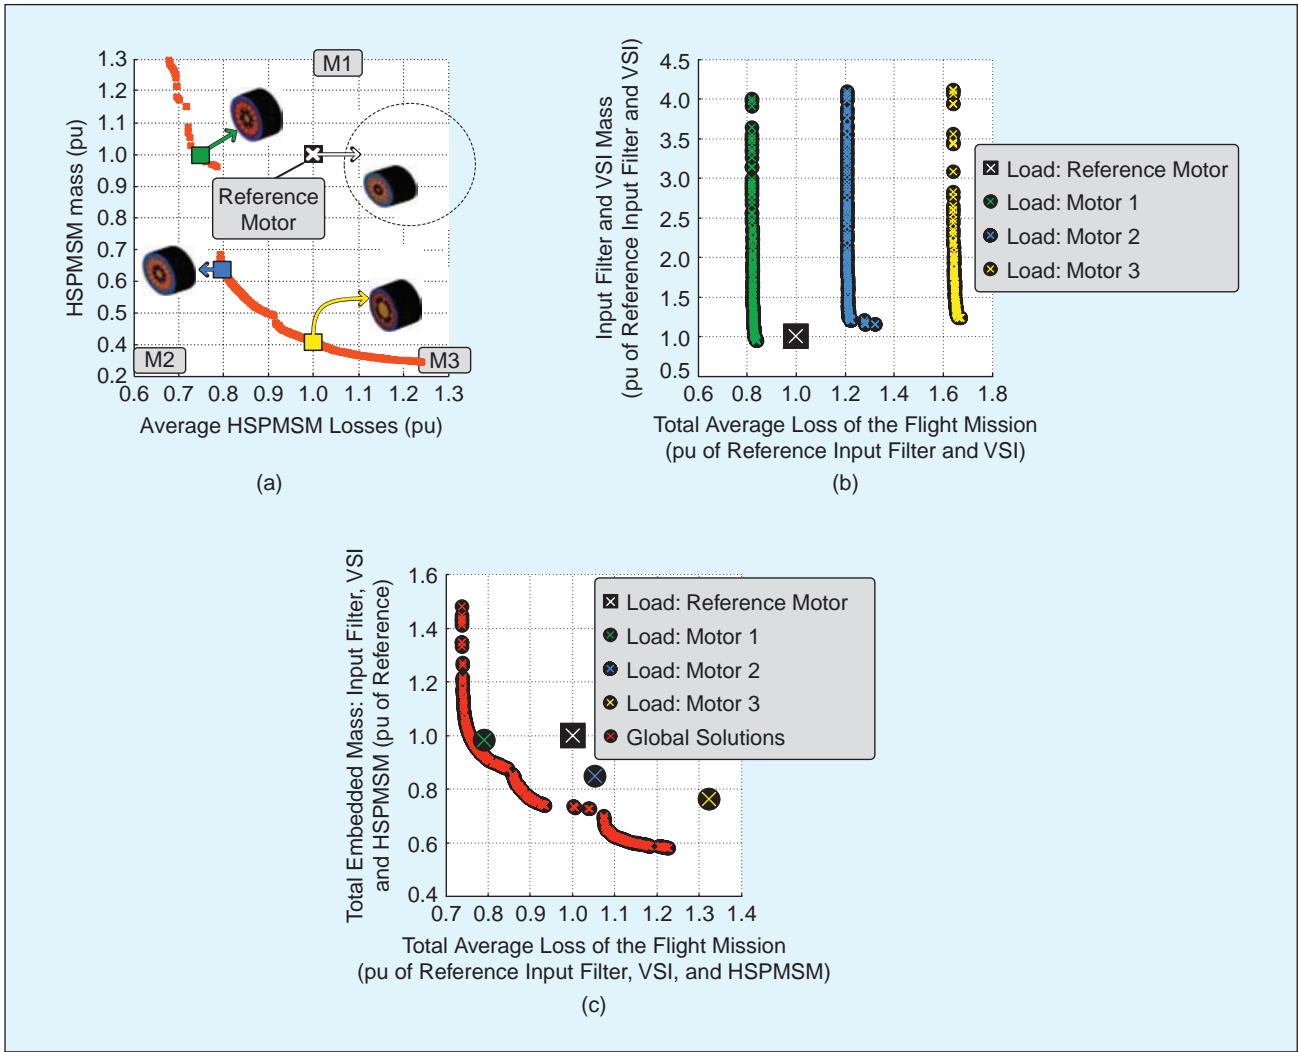 HSPMSM mass (pu)
1.3
1.2
1.1
1.0
0.9
0.8
0.7
0.6
0.5
0.4
0.2
M1
Reference
Motor
M2
M3
0.6 0.7 0.8 0.9 1.0 1.1 1.2 1.3
Average HSPMSM Losses (pu)
(a)
Input Filter and VSI Mass
(pu of Reference Input Filter and VSI)
4.5
4.0
3.5
3.0
2.5
2.0
1.5
1.0
0.5
Load: Reference Motor
Load: Motor 1
Load: Motor 2
Load: Motor 3
0.6 0.8 1.0 1.2 1.4 1.6 1.8
Total Average Loss of the Flight Mission
(pu of Reference Input Filter and VSI)
(b)
Total Embedded Mass: Input Filter, VSI
and HSPMSM (pu of Reference)
1.6
1.4
1.2
1.0
0.8
0.6
0.4
Load: Reference Motor
Load: Motor 1
Load: Motor 2
Load: Motor 3
Global Solutions
0.7 0.8 0.9 1.0 1.1 1.2 1.3 1.4
Total Average Loss of the Flight Mission
(pu of Reference Input Filter, VSI, and HSPMSM)
(c)